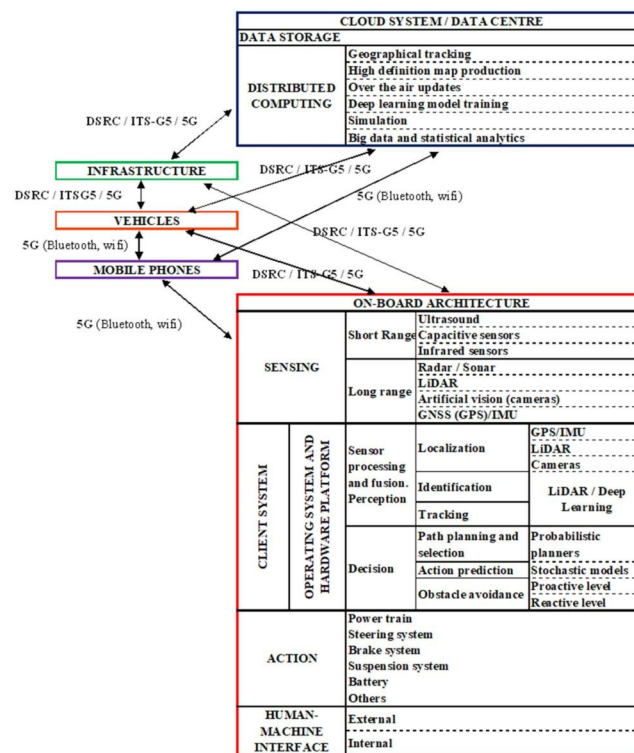 CLOUD SYSTEM / DATA CENTRE
DATA STORAGE
DISTRIBUTED
COMPUTING
Geographical tracking
High definition map production
Over the air updates
Deep learning model training
Simulation
Big data and statistical analytics
DSRC / ITS-G5 / 5G
INFRASTRUCTURE
DSRC / ITS-G5 / 5G
DSRC / ITSG5 / 5G
5G (Bluetooth, wifi)
VEHICLES
DSRC / ITS-G5 / 5G
5G (Bluetooth, wifi)
MOBILE PHONES
DSRC / ITS-G5 / 5G
5G (Bluetooth, wifi)
ON-BOARD ARCHITECTURE
SENSING
Short Range
Ultrasound
Capacitive sensors
Infrared sensors
Long range
Radar / Sonar
LiDAR
Artificial vision (cameras)
GNSS (GPS)/IMU
CLIENT SYSTEM
OPERATING SYSTEM AND
HARDWARE PLATFORM
Sensor
processing
and fusion.
Perception
Localization
GPS/IMU
LiDAR
Cameras
Identification
Tracking
LiDAR / Deep
Learning
Decision
Path planning and
selection
Probabilistic
planners
Action prediction
Stochastic models
Obstacle avoidance
Proactive level
Reactive level
ACTION
Power train
Steering system
Brake system
Suspension system
Battery
Others
HUMAN-
MACHINE
INTERFACE
External
Internal